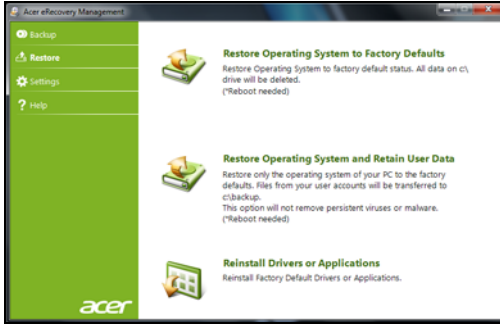 Acer eRecovery Management
Backup
Restore
Settings
Help
Restore Operating System to Factory Defaults
Restore Operating System to factory default status. All data on c:\
drive will be deleted.
(*Reboot needed)
Restore Operating System and Retain User Data
Restore only the operating system of your PC to the factory
defaults. Files from your user accounts will be transferred to
c:\backup.
This option will not remove persistent viruses or malware.
(*Reboot needed)
Reinstall Drivers or Applications
Reinstall Factory Default Drivers or Applications.
acer